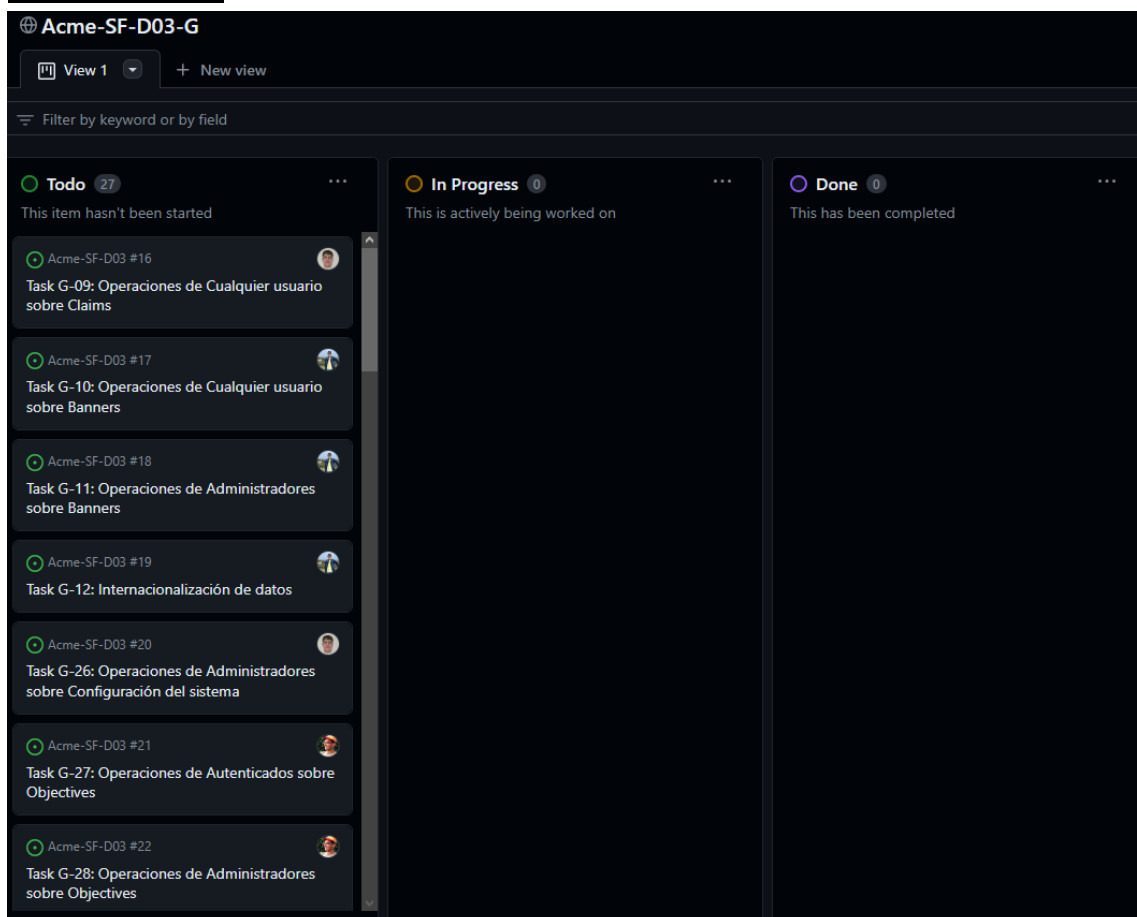 Acme-SF-D03-G
View 1
New view
Filter by keyword or by field
Todo 27
This item hasn't been started
Acme-SF-D03 #16
Task G-09: Operaciones de Cualquier usuario
sobre Claims
Acme-SF-D03 #17
Task G-10: Operaciones de Cualquier usuario
sobre Banners
Acme-SF-D03 #18
Task G-11: Operaciones de Administradores
sobre Banners
Acme-SF-D03 #19
Task G-12: Internacionalización de datos
Acme-SF-D03 #20
Task G-26: Operaciones de Administradores
sobre Configuración del sistema
Acme-SF-D03 #21
Task G-27: Operaciones de Autenticados sobre
Objectives
Acme-SF-D03 #22
Task G-28: Operaciones de Administradores
sobre Objectives
In Progress 0
This is actively being worked on
Done 0
This has been completed